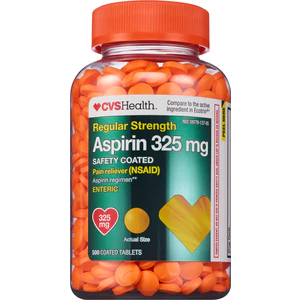 CVSHealth.
Compare to the active
ingredient in Ecotrin®**
Regular Strength
Aspirin 325 mg
SAFETY COATED
Pain reliever (NSAID)
Aspirin regimen**
ENTERIC
325
mg
Actual Size
500 COATED TABLETS